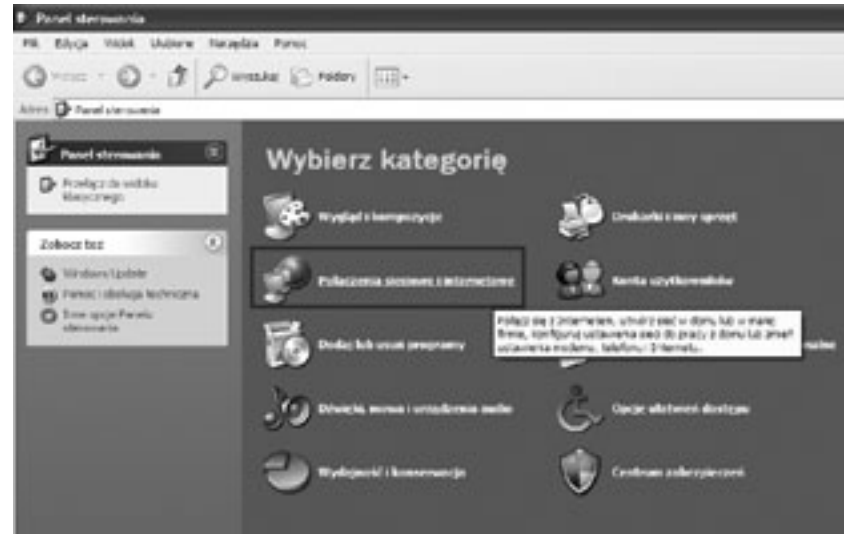 Panel sterowania
Plik Edycja Widok Ulubione Narzędzia Pomoc
Wstecz Wyszukaj Foldery
Adres Panel sterowania
Panel sterowania
Przełącz do widoku
klasycznego
Zobacz też
Windows Update
Pomoc i obsługa techniczna
Inne opcje Panelu
sterowania
Wybierz kategorię
Wygląd i kompozycje
Drukarki i inny sprzęt
Połączenia sieciowe i internetowe
Konta użytkowników
Połącz się z Internetem, utwórz sieć w domu lub w małej
firmie, konfiguruj ustawienia sieci do pracy z domu lub zmień
ustawienia modemu, telefonu i Internetu.
Dodaj lub usuń programy
Dźwięki, mowa i urządzenia audio
Opcje ułatwień dostępu
Wydajność i konserwacja
Centrum zabezpieczeń